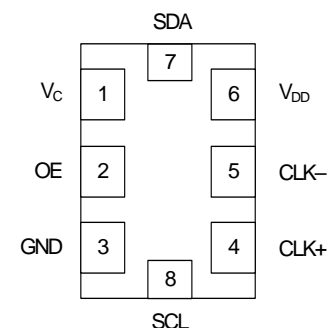 SDA
7
V_C 1 6 V_DD
OE 2 5 CLK–
GND 3 4 CLK+
8
SCL